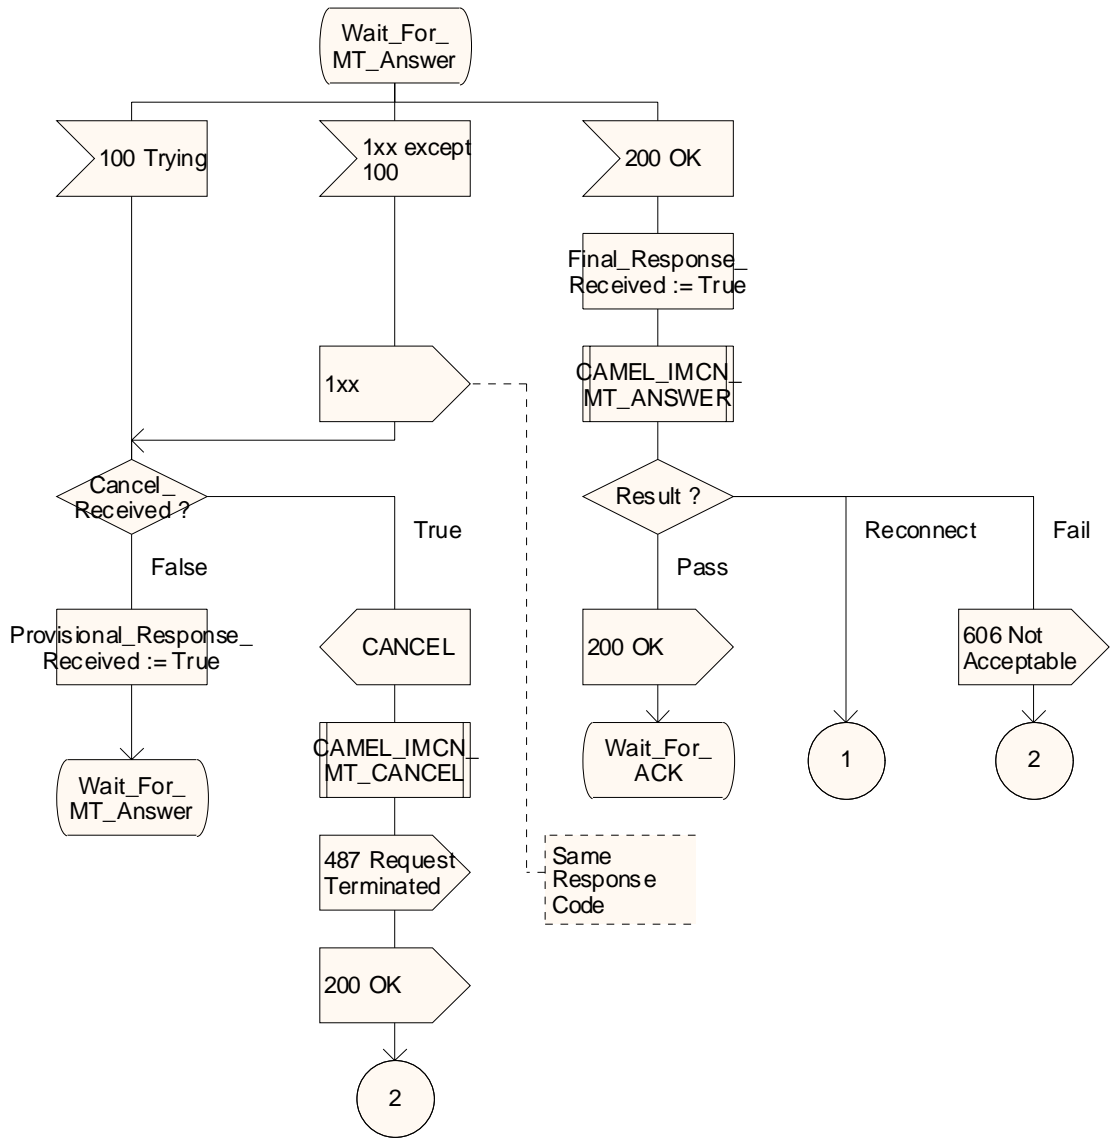 Wait_For_
MT_Answer
100 Trying
1xx except
100
200 OK
Final_Response_
Received := True
CAMEL_IMCN_
MT_ANSWER
1xx
Cancel_
Received ?
True
False
Result ?
Reconnect
Fail
Pass
Provisional_Response_
Received := True
CANCEL
200 OK
606 Not
Acceptable
Wait_For_
MT_Answer
CAMEL_IMCN_
MT_CANCEL
Wait_For_
ACK
1
2
487 Request
Terminated
Same
Response
Code
200 OK
2